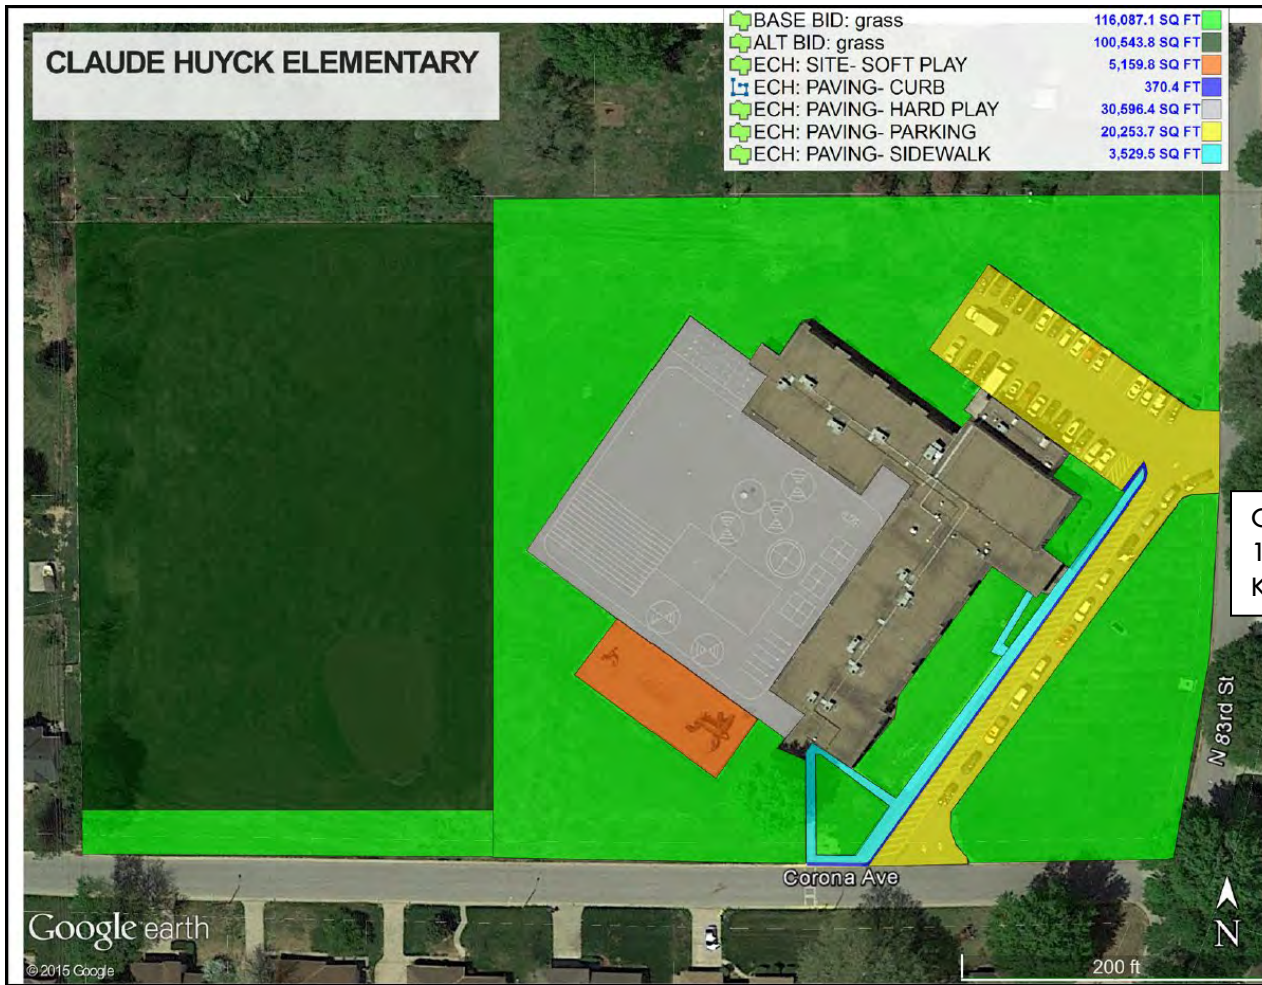 CLAUDE HUYCK ELEMENTARY
BASE BID: grass 116,087.1 SQ FT
ALT BID: grass 100,543.8 SQ FT
ECH: SITE- SOFT PLAY 5,159.8 SQ FT
ECH: PAVING- CURB 370.4 FT
ECH: PAVING- HARD PLAY 30,596.4 SQ FT
ECH: PAVING- PARKING 20,253.7 SQ FT
ECH: PAVING- SIDEWALK 3,529.5 SQ FT
N 83rd St
Corona Ave
Google earth
© 2015 Google
N
200 ft